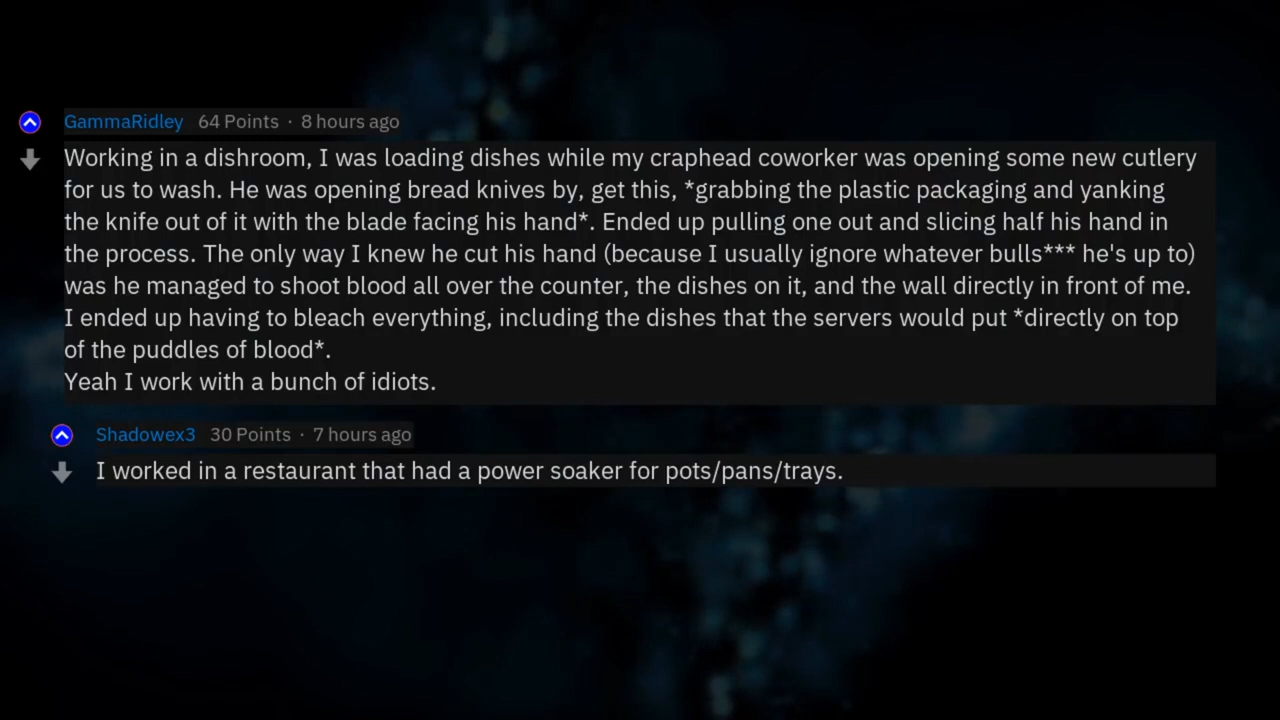 GammaRidley 64 Points · 8 hours ago
Working in a dishroom, I was loading dishes while my craphead coworker was opening some new cutlery
for us to wash. He was opening bread knives by, get this, *grabbing the plastic packaging and yanking
the knife out of it with the blade facing his hand*. Ended up pulling one out and slicing half his hand in
the process. The only way I knew he cut his hand (because I usually ignore whatever bulls*** he's up to)
was he managed to shoot blood all over the counter, the dishes on it, and the wall directly in front of me.
I ended up having to bleach everything, including the dishes that the servers would put *directly on top
of the puddles of blood*.
Yeah I work with a bunch of idiots.
Shadowex3 30 Points · 7 hours ago
I worked in a restaurant that had a power soaker for pots/pans/trays.